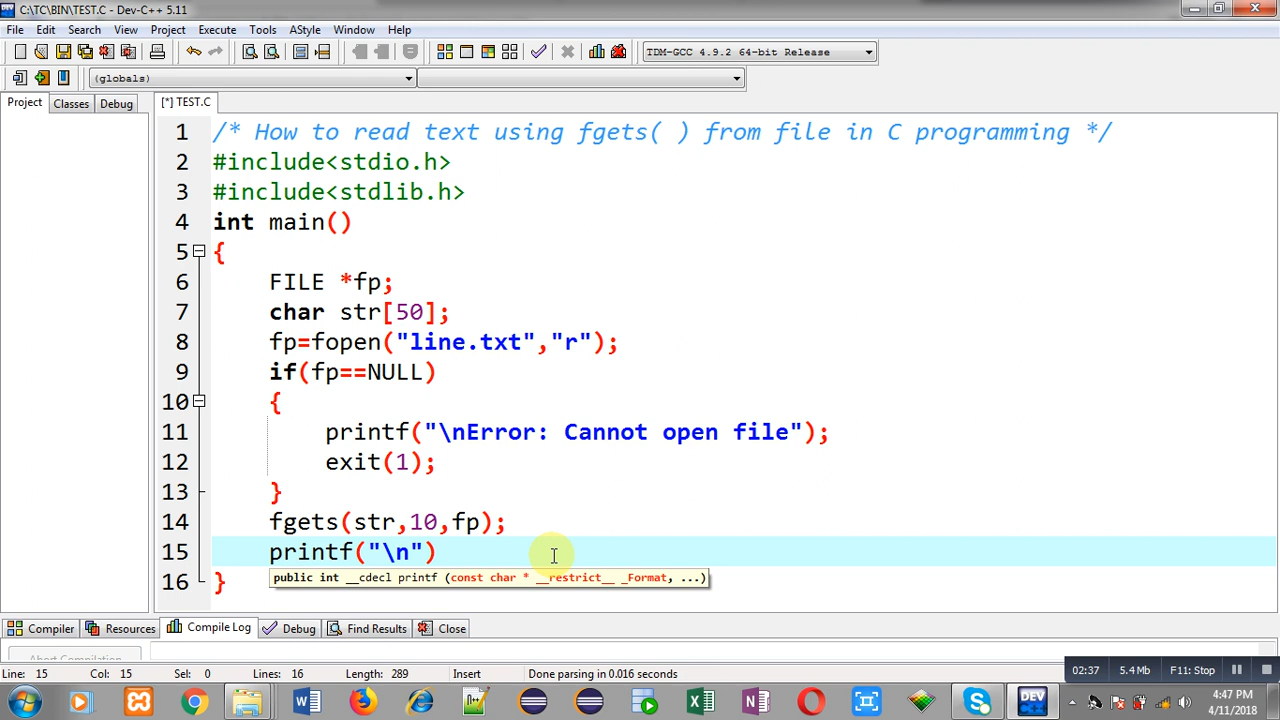 C:\TC\BIN\TEST.C - Dev-C++ 5.11
File Edit Search View Project Execute Tools AStyle Window Help
TDM-GCC 4.9.2 64-bit Release
(globals)
Project Classes Debug [*] TEST.C
1 /* How to read text using fgets( ) from file in C programming */
2 #include<stdio.h>
3 #include<stdlib.h>
4 int main()
5 {
6 FILE *fp;
7 char str[50];
8 fp=fopen("line.txt","r");
9 if(fp==NULL)
10 {
11 printf("\nError: Cannot open file");
12 exit(1);
13 }
14 fgets(str,10,fp);
15 printf("\n")
public int __cdecl printf (const char * __restrict__ _Format, ...)
16 }
Compiler Resources Compile Log Debug Find Results Close
Abort Compilation
Line: 15 Col: 15 Sel: 0 Lines: 16 Length: 289 Insert Done parsing in 0.016 seconds
02:37 5.4 Mb F11: Stop
DEV
4:47 PM
4/11/2018